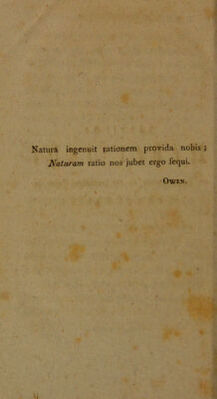 Natura ingenuit rationem provida nobis;
Naturam ratio nos jubet ergo sequi.
Owen.